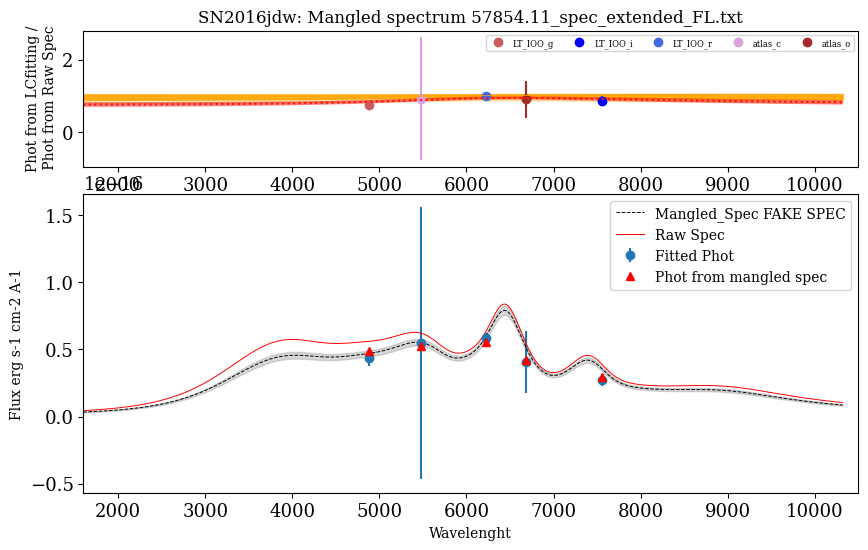 SN2016jdw: Mangled spectrum 57854.11_spec_extended_FL.txt
Phot from LCfitting /
Phot from Raw Spec
2
0
LT_IOO_g
LT_IOO_i
LT_IOO_r
atlas_c
atlas_o
2000 3000 4000 5000 6000 7000 8000 9000 10000
1e−16
1.5
1.0
0.5
0.0
−0.5
Flux erg s-1 cm-2 A-1
Mangled_Spec FAKE SPEC
Raw Spec
Fitted Phot
Phot from mangled spec
2000 3000 4000 5000 6000 7000 8000 9000 10000
Wavelenght